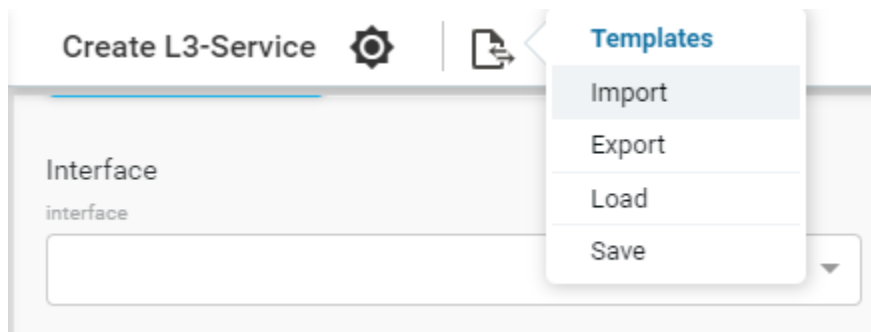 Create L3-Service
Templates
Import
Export
Load
Save
Interface
interface